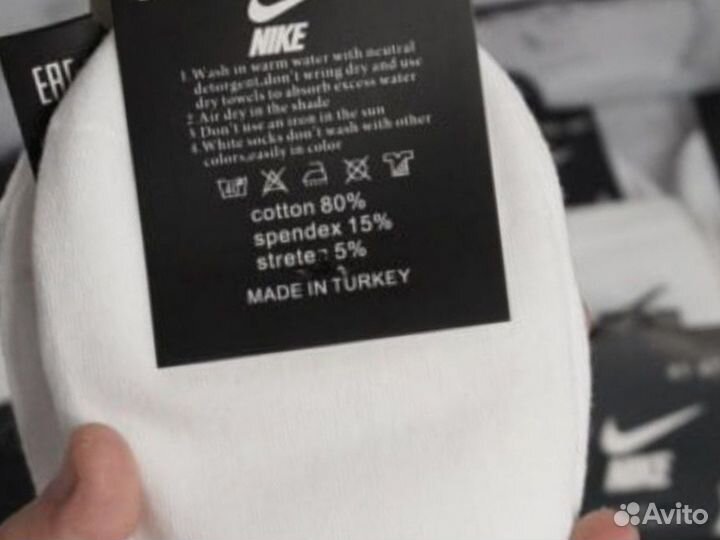 NIKE
EAC
1 Wash in warm water with neutral
detergent,don't wring dry and use
dry towels to absorb excess water
2 Air dry in the shade
3 Don't use an iron in the sun
4 White socks don't wash with other
colors,easily in color
cotton 80%
spendex 15%
5%
MADE IN TURKEY
NIKE
Avito